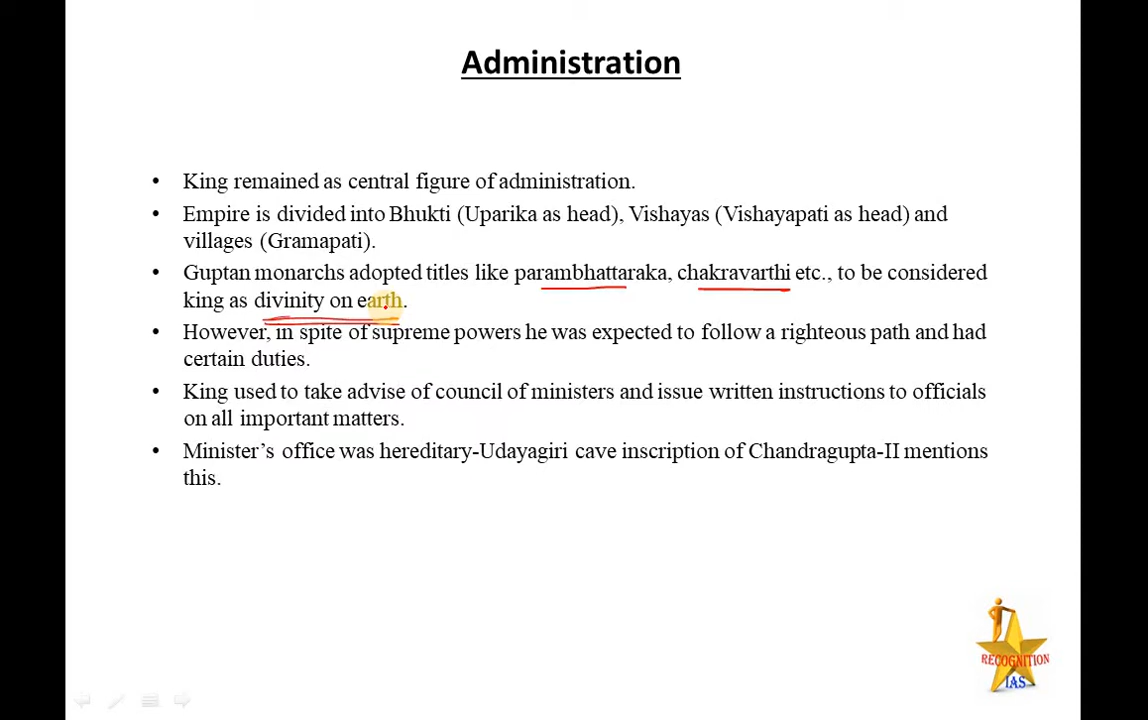 Administration
• King remained as central figure of administration.
• Empire is divided into Bhukti (Uparika as head), Vishayas (Vishayapati as head) and
villages (Gramapati).
• Guptan monarchs adopted titles like parambhattaraka, chakravarthi etc., to be considered
king as divinity on earth.
• However, in spite of supreme powers he was expected to follow a righteous path and had
certain duties.
• King used to take advise of council of ministers and issue written instructions to officials
on all important matters.
• Minister’s office was hereditary-Udayagiri cave inscription of Chandragupta-II mentions
this.
RECOGNITION
IAS